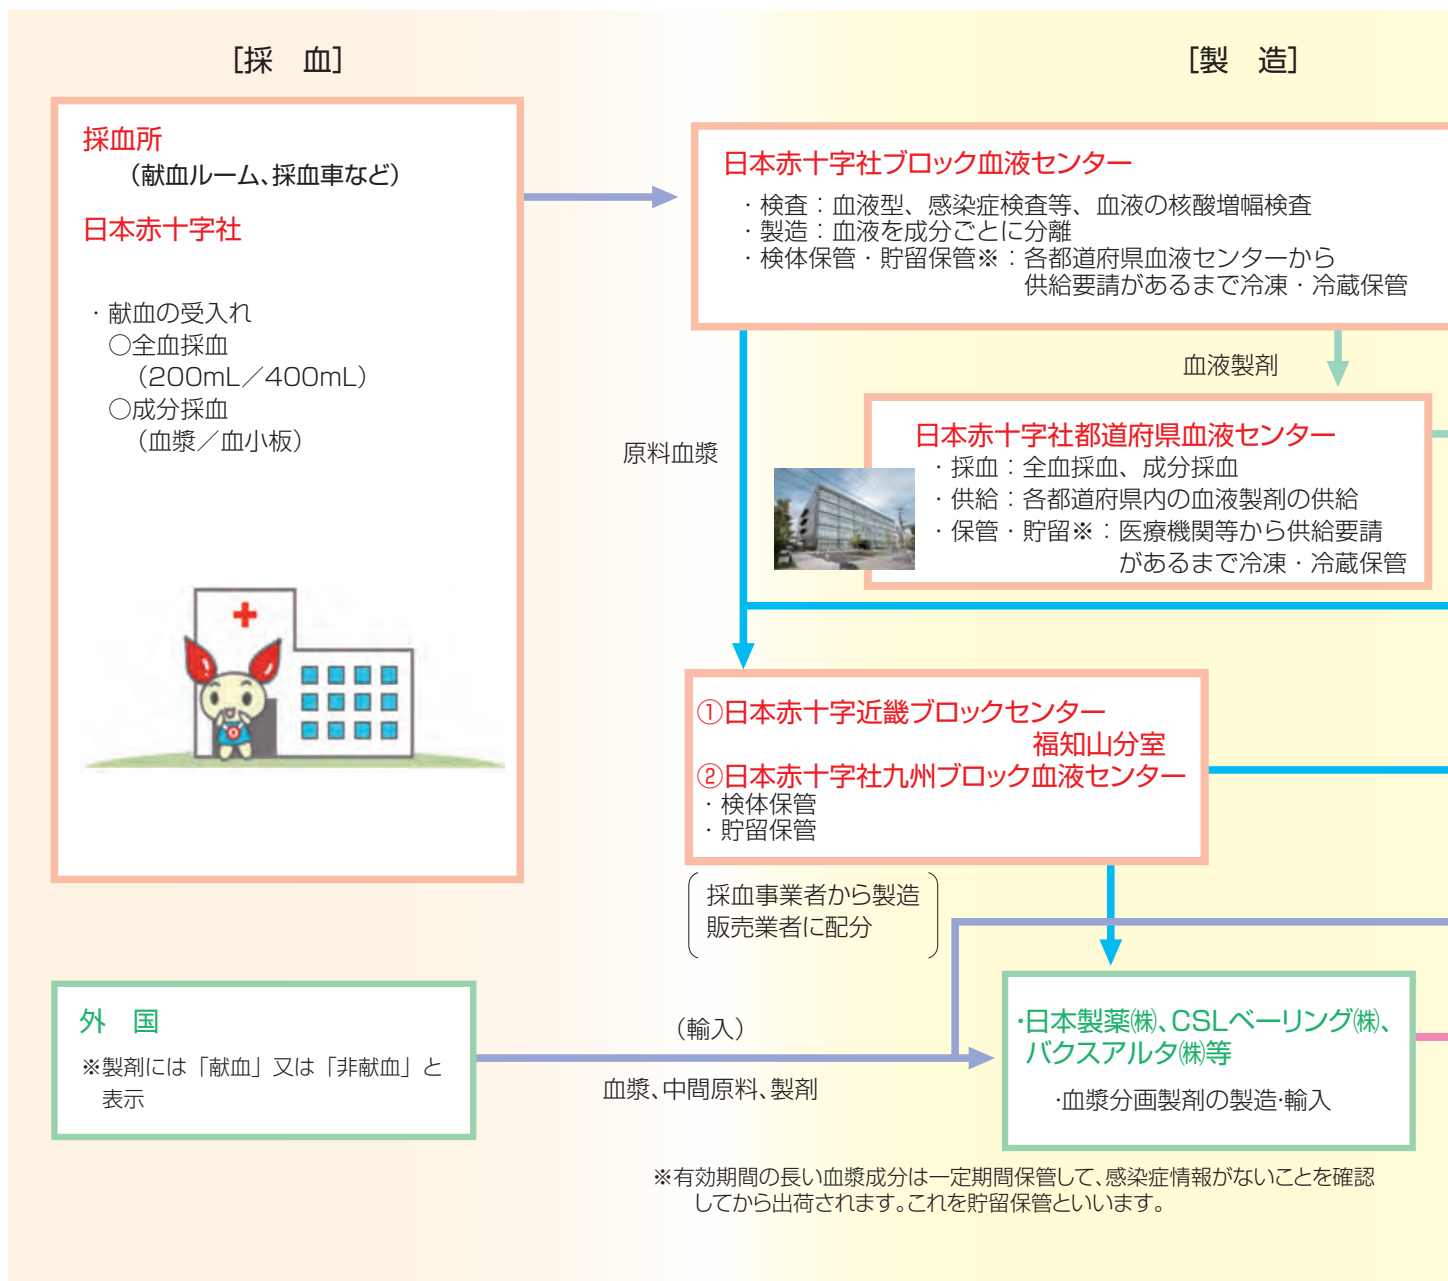 ［採　血］
採血所
（献血ルーム、採血車など）
日本赤十字社
・献血の受入れ
○全血採血
（200mL／400mL）
○成分採血
（血漿／血小板）
外　国
※製剤には「献血」又は「非献血」と
表示
［製　造］
日本赤十字社ブロック血液センター
・検査：血液型、感染症検査等、血液の核酸増幅検査
・製造：血液を成分ごとに分離
・検体保管・貯留保管※：各都道府県血液センターから
供給要請があるまで冷凍・冷蔵保管
血液製剤
原料血漿
日本赤十字社都道府県血液センター
・採血：全血採血、成分採血
・供給：各都道府県内の血液製剤の供給
・保管・貯留※：医療機関等から供給要請
があるまで冷凍・冷蔵保管
①日本赤十字近畿ブロックセンター
福知山分室
②日本赤十字社九州ブロック血液センター
・検体保管
・貯留保管
採血事業者から製造
販売業者に配分
（輸入）
血漿、中間原料、製剤
・日本製薬㈱、CSLベーリング㈱、
バクスアルタ㈱等
・血漿分画製剤の製造・輸入
※有効期間の長い血漿成分は一定期間保管して、感染症情報がないことを確認
してから出荷されます。これを貯留保管といいます。